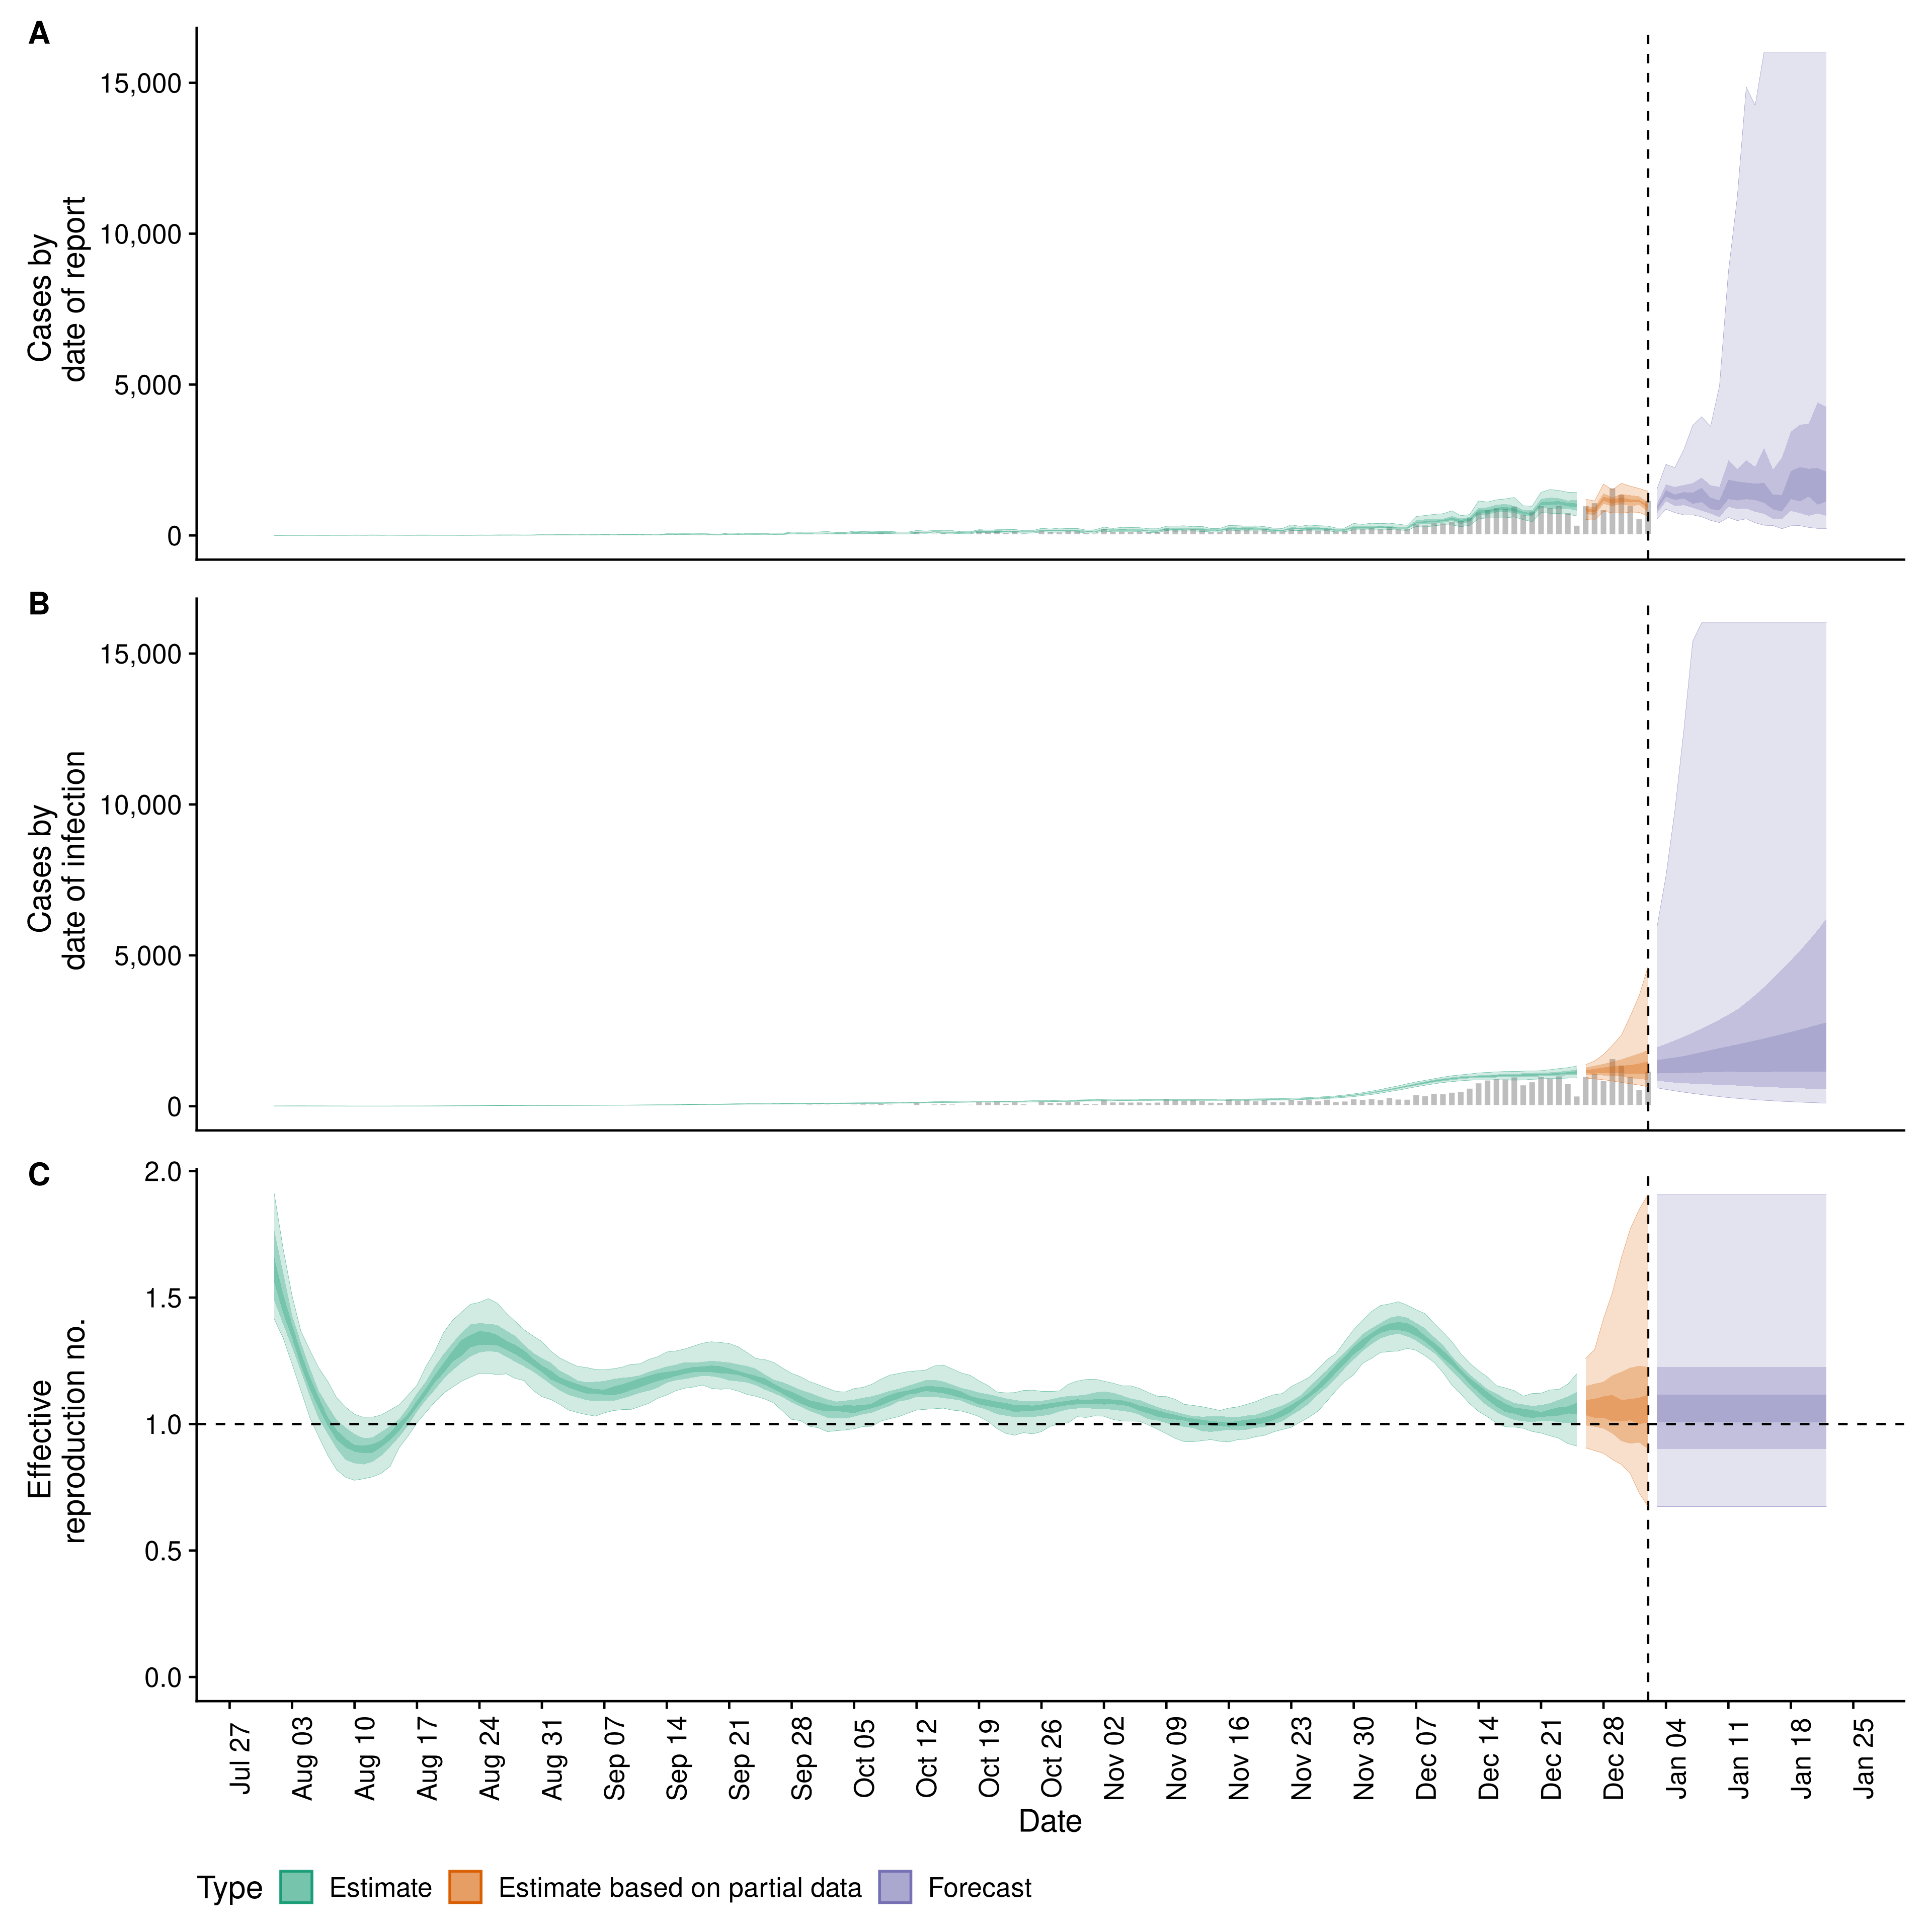 A
15,000
10,000
5,000
0
Cases by
date of report
B
15,000
10,000
5,000
0
Cases by
date of infection
C
2.0
1.5
1.0
0.5
0.0
Effective
reproduction no.
Jul 27
Aug 03
Aug 10
Aug 17
Aug 24
Aug 31
Sep 07
Sep 14
Sep 21
Sep 28
Oct 05
Oct 12
Oct 19
Oct 26
Nov 02
Nov 09
Nov 16
Nov 23
Nov 30
Dec 07
Dec 14
Dec 21
Dec 28
Jan 04
Jan 11
Jan 18
Jan 25
Date
Type Estimate Estimate based on partial data Forecast